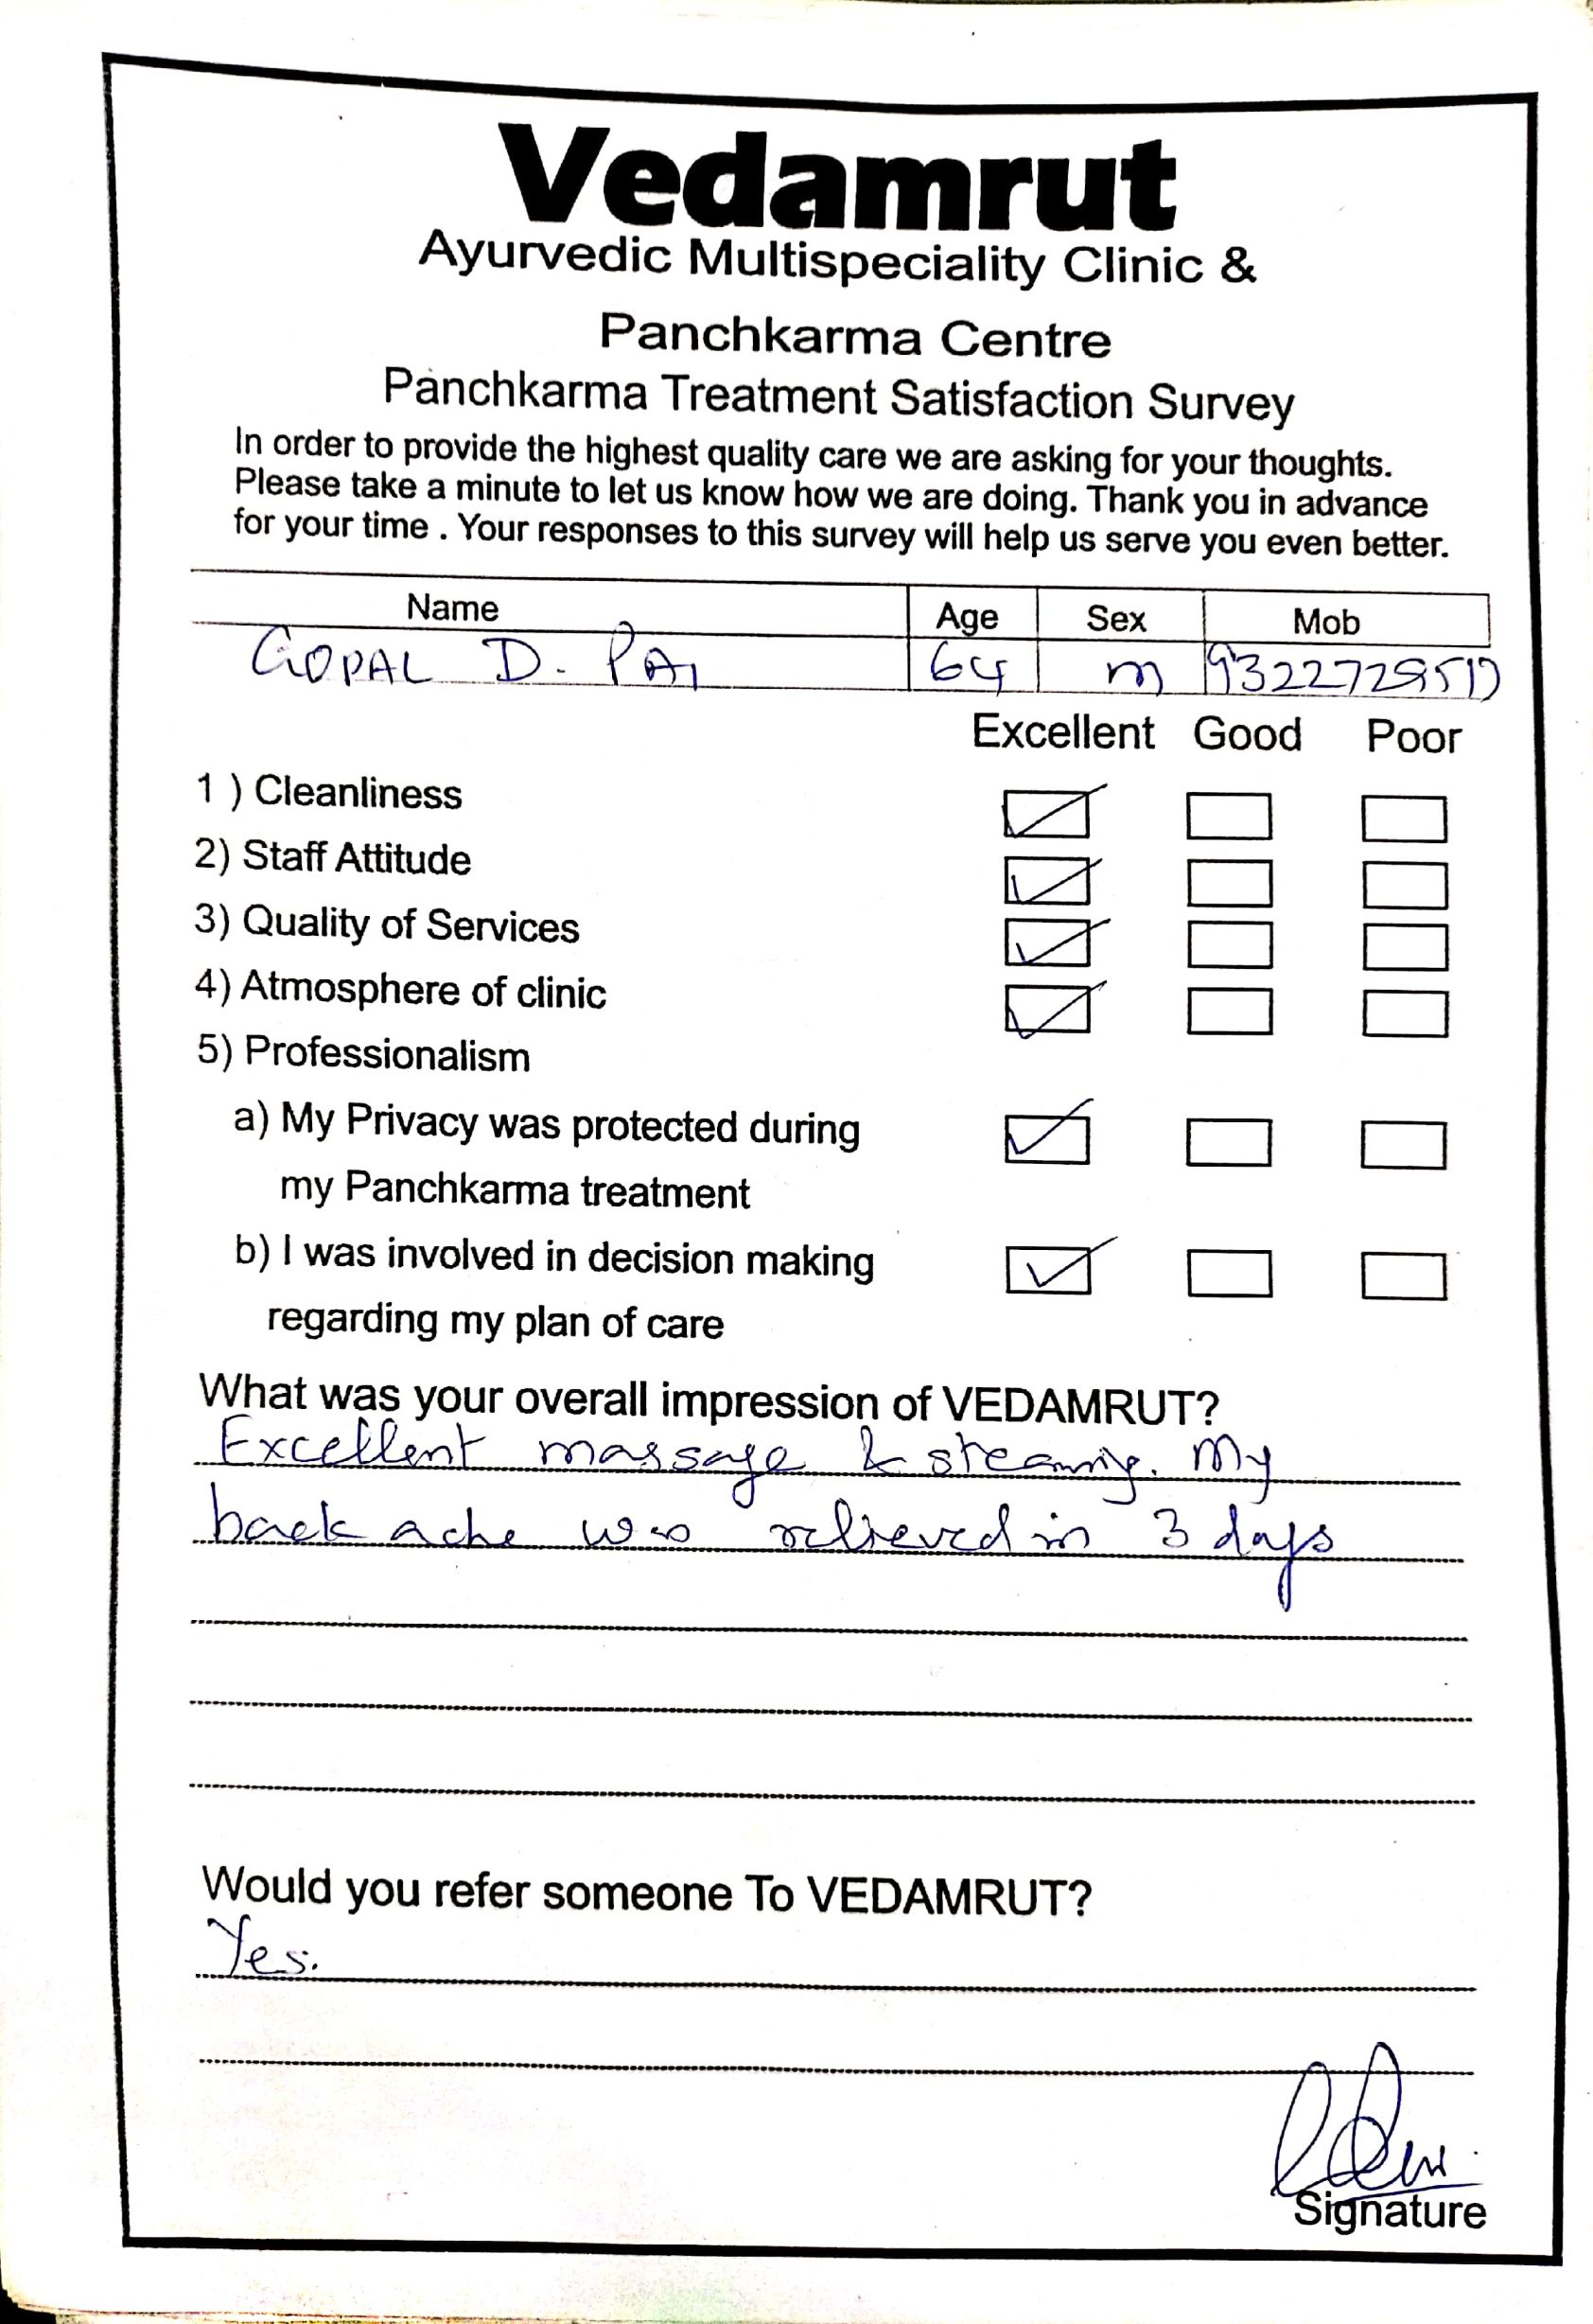 Vedamrut
Ayurvedic Multispeciality Clinic &
Panchkarma Centre
Panchkarma Treatment Satisfaction Survey
In order to provide the highest quality care we are asking for your thoughts.
Please take a minute to let us know how we are doing. Thank you in advance
for your time . Your responses to this survey will help us serve you even better.
Name Age Sex Mob
GOPAL D. PAI 64 m
Excellent Good Poor
1 ) Cleanliness
2) Staff Attitude
3) Quality of Services
4) Atmosphere of clinic
5) Professionalism
a) My Privacy was protected during
my Panchkarma treatment
b) I was involved in decision making
regarding my plan of care
What was your overall impression of VEDAMRUT?
Excellent massage & steaming. My
back ache was relieved in 3 days
Would you refer someone To VEDAMRUT?
Yes.
Signature